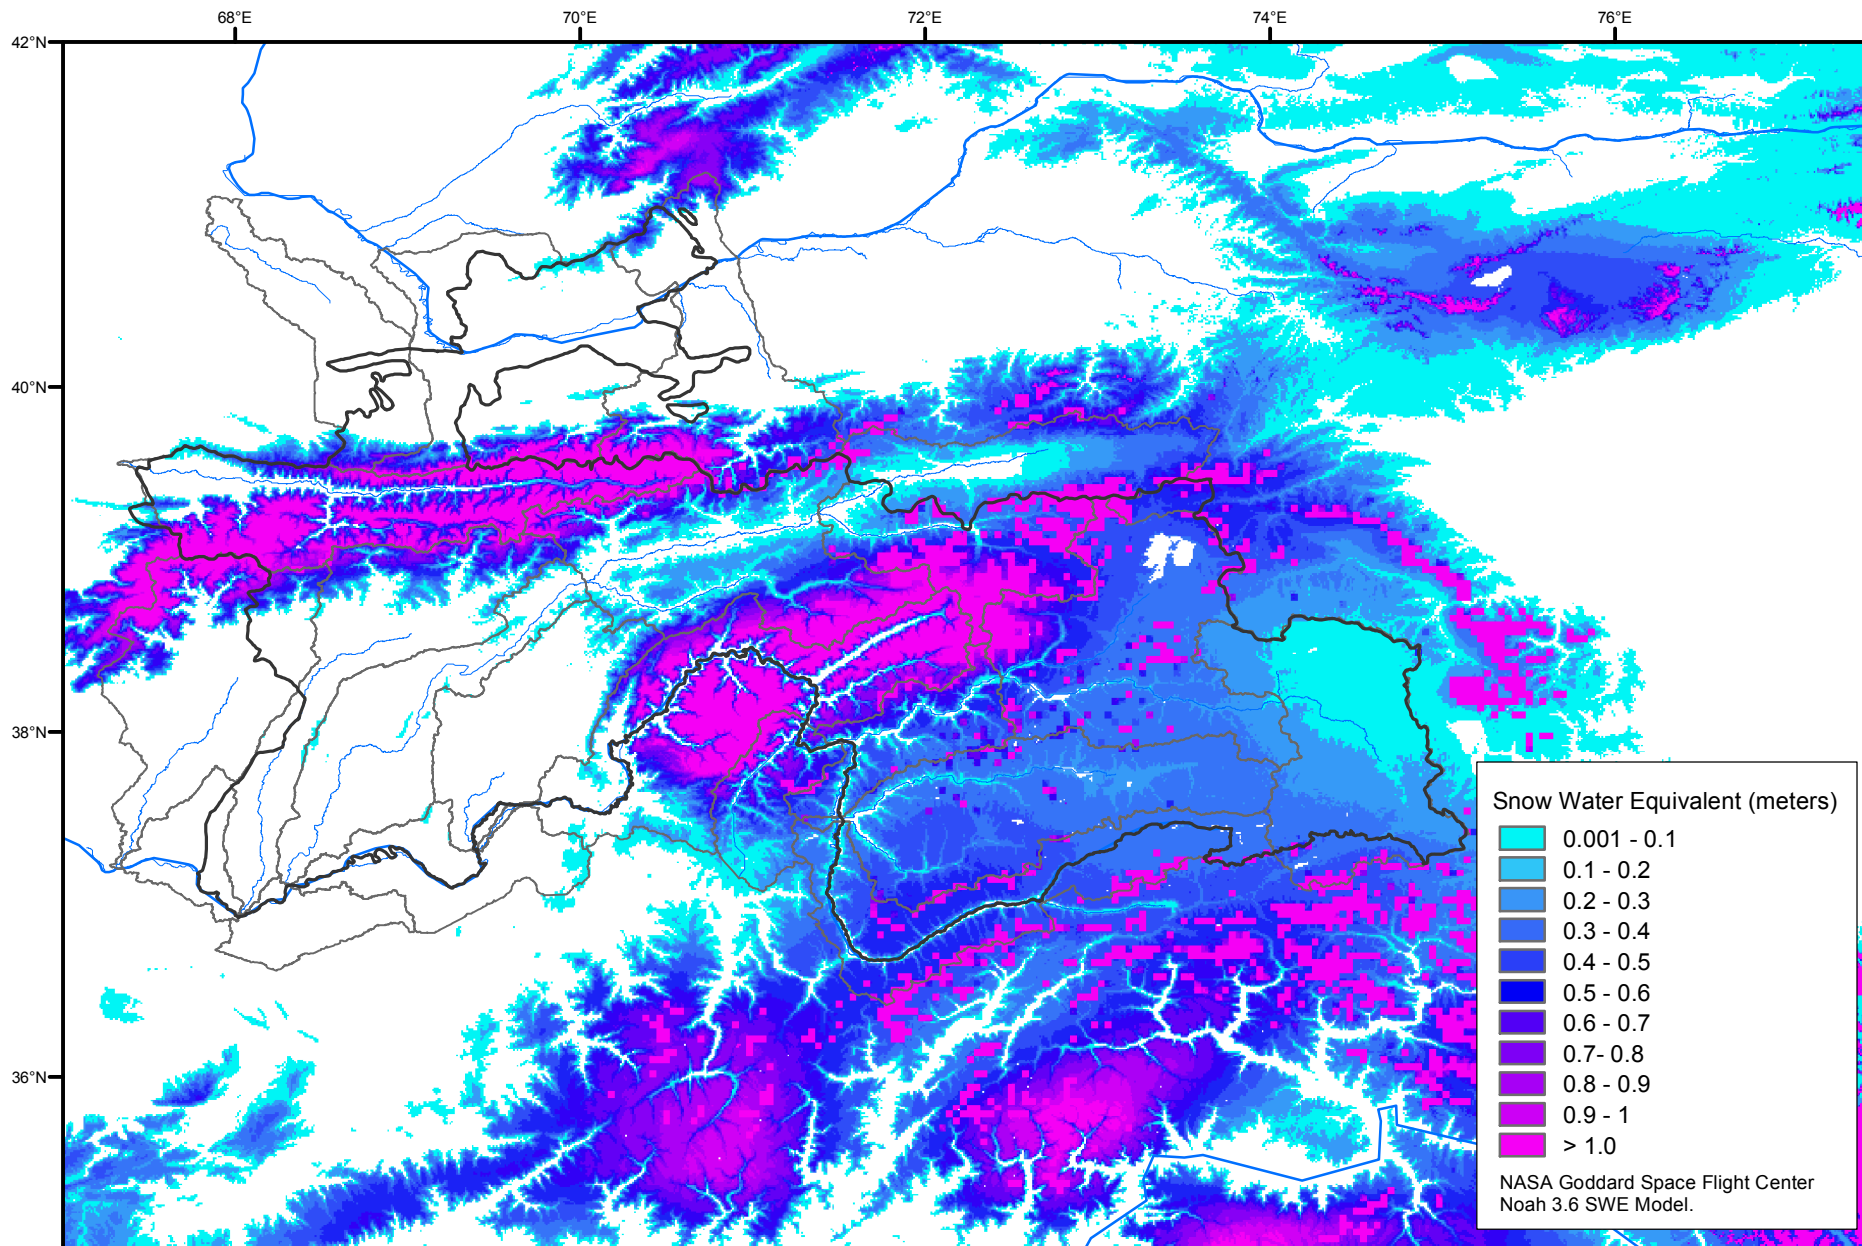 68°E
70°E
72°E
74°E
76°E
42°N
40°N
38°N
36°N
Snow Water Equivalent (meters)
0.001 - 0.1
0.1 - 0.2
0.2 - 0.3
0.3 - 0.4
0.4 - 0.5
0.5 - 0.6
0.6 - 0.7
0.7- 0.8
0.8 - 0.9
0.9 - 1
> 1.0
NASA Goddard Space Flight Center
Noah 3.6 SWE Model.